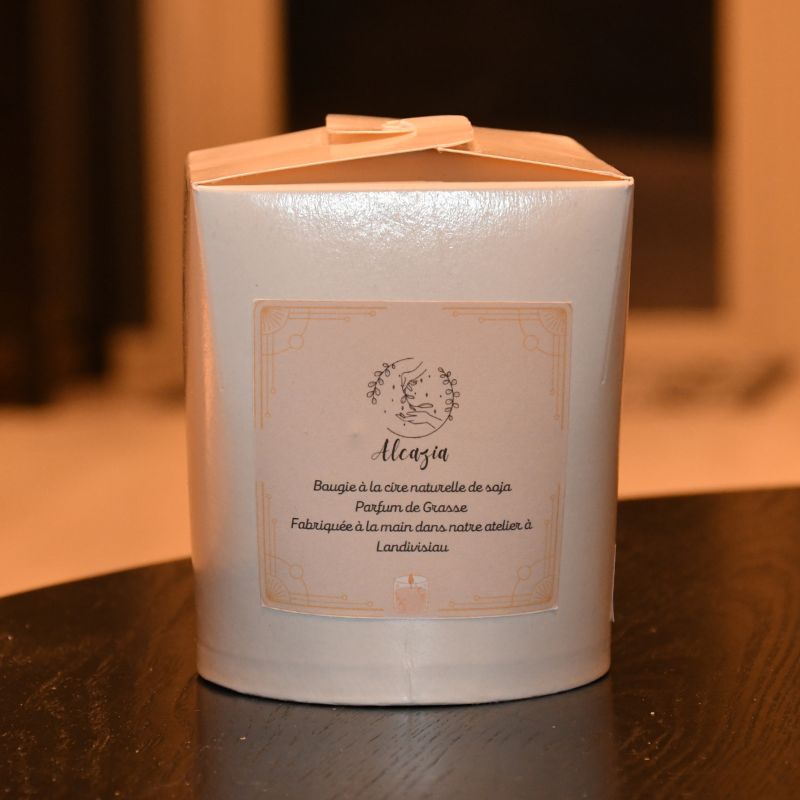 Alcazia
Bougie à la cire naturelle de soja
Parfum de Grasse
Fabriquée à la main dans notre atelier à
Landivisiau